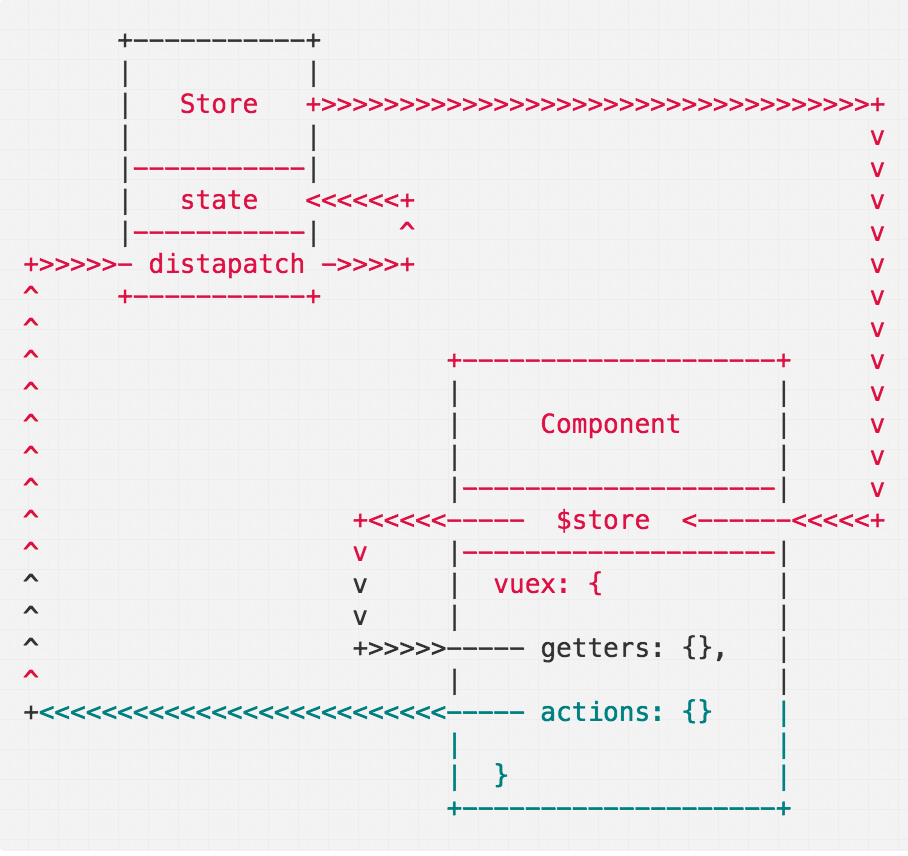 +-----------+
|           |
|   Store   +>>>>>>>>>>>>>>>>>>>>>>>>>>>>>>>>>>>+
|           |                                   v
|-----------|                                   v
|   state   <<<<<<+                             v
|-----------|     ^                             v
+>>>>>- distapatch ->>>>+                             v
^     +-----------+                                   v
^                                                     v
^                          +--------------------+     v
^                          |                    |     v
^                          |     Component      |     v
^                          |                    |     v
^                          |--------------------|     v
^                    +<<<<<-----  $store  <------<<<<<+
^                    v     |--------------------|
^                    v     |  vuex: {           |
^                    v     |                    |
^                    +>>>>>----- getters: {},   |
^                          |                    |
+<<<<<<<<<<<<<<<<<<<<<<<<<<----- actions: {}    |
|                    |
|  }                 |
+--------------------+